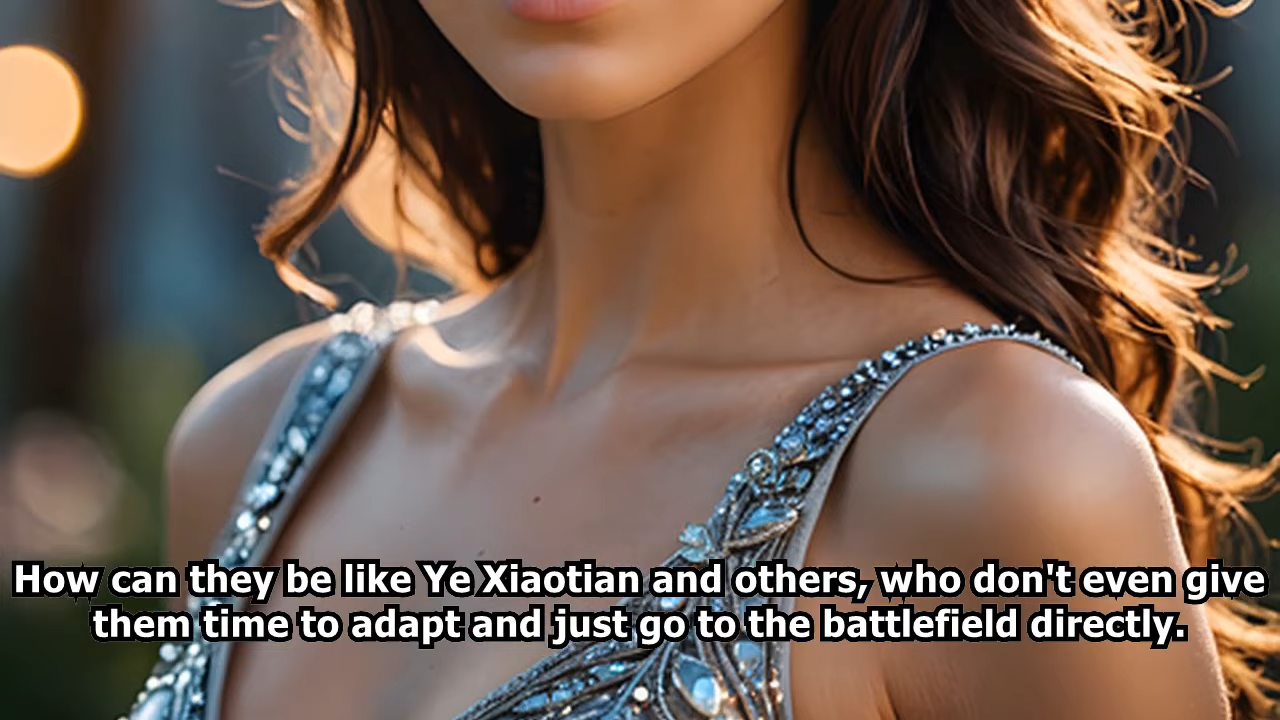 How can they be like Ye Xiaotian and others, who don't even give
them time to adapt and just go to the battlefield directly.